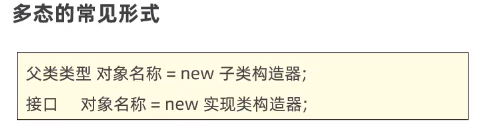 多态的常见形式
父类类型 对象名称 = new 子类构造器;
接口 对象名称 = new 实现类构造器;